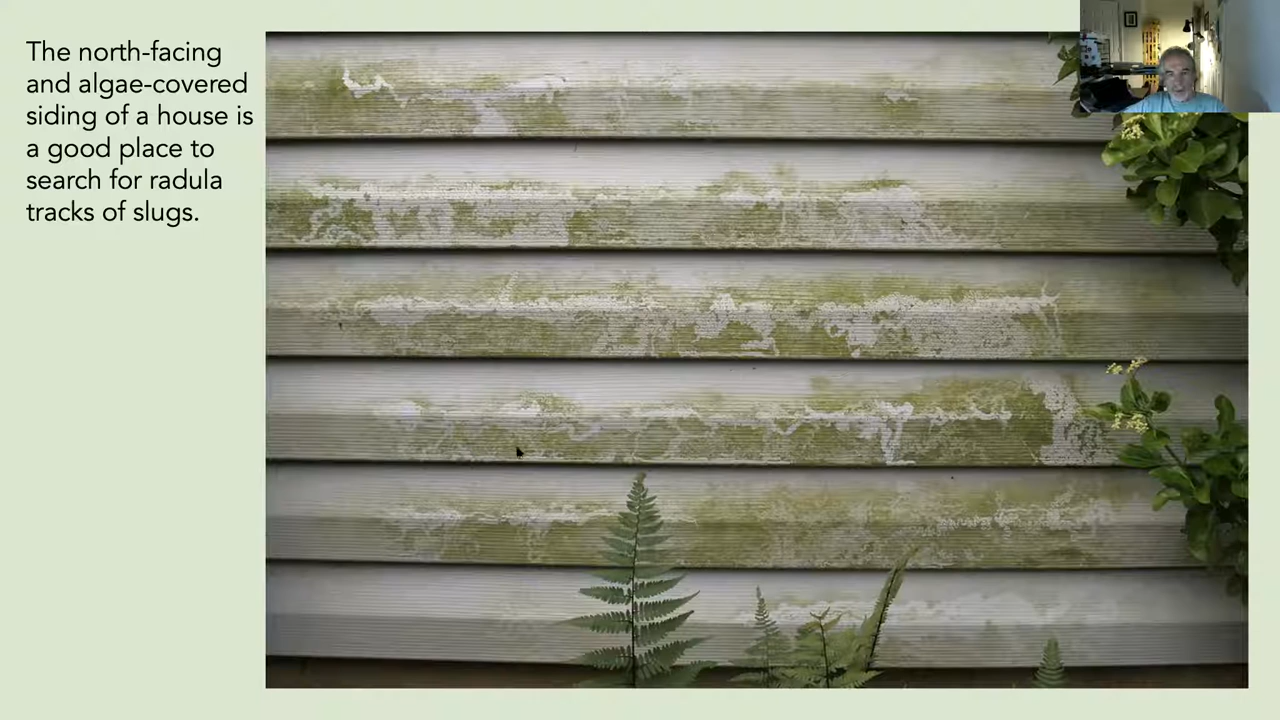 The north-facing
and algae-covered
siding of a house is
a good place to
search for radula
tracks of slugs.